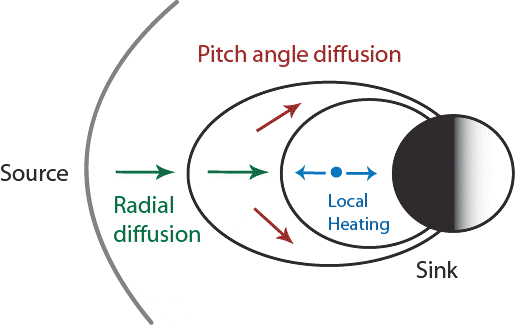 Pitch angle diffusion
Source
Radial
diffusion
Local
Heating
Sink